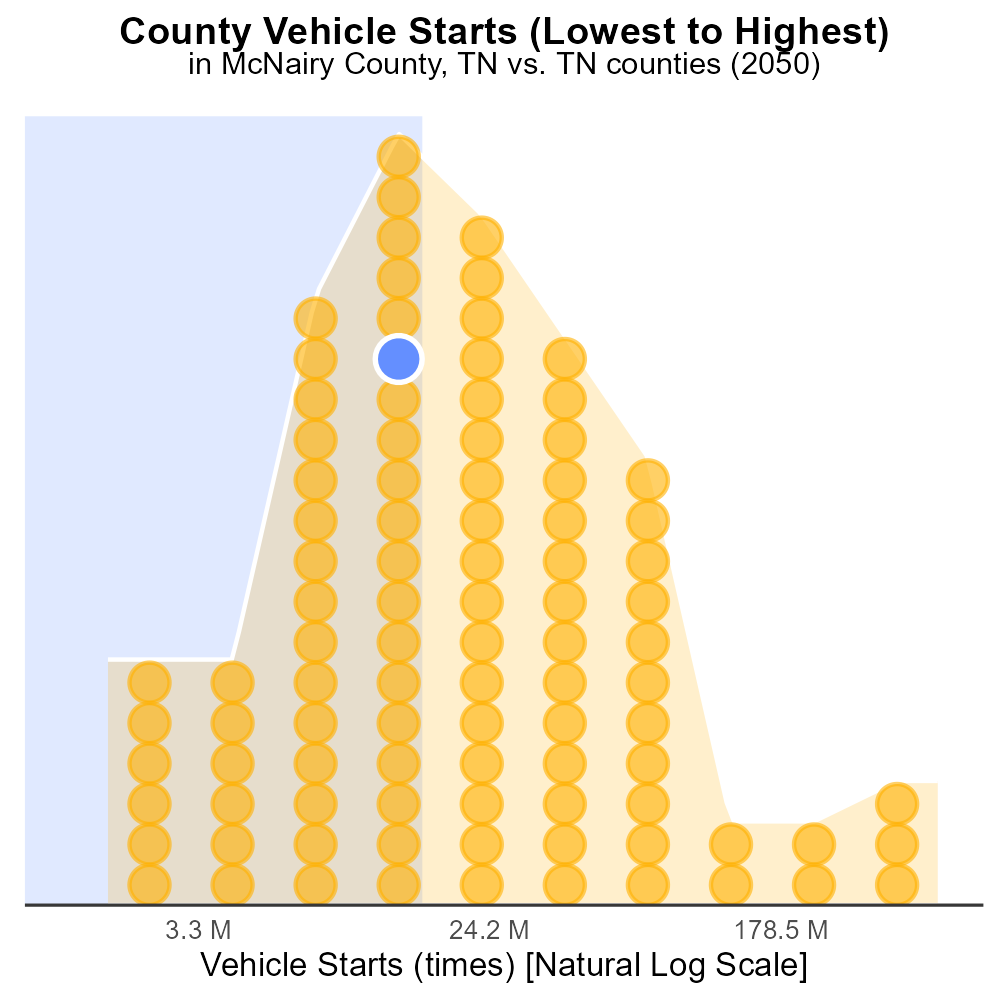 County Vehicle Starts (Lowest to Highest)
in McNairy County, TN vs. TN counties (2050)
3.3 M
24.2 M
178.5 M
Vehicle Starts (times) [Natural Log Scale]